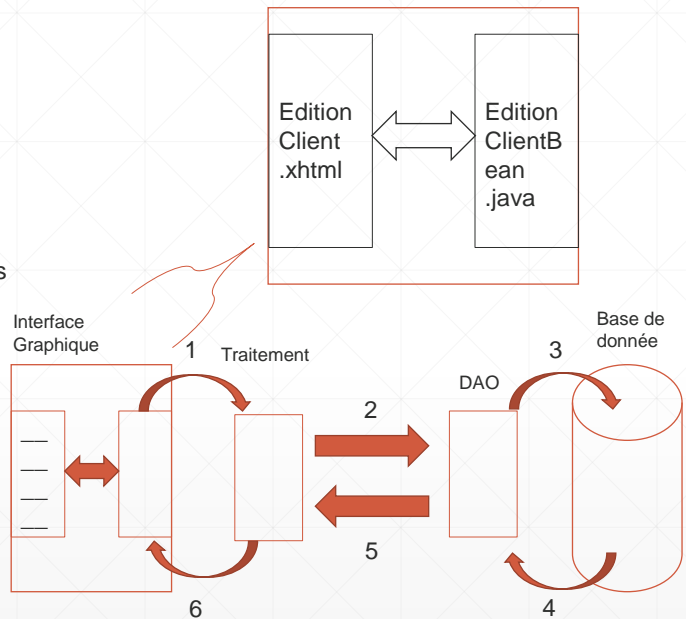 Edition
Client
.xhtml
Edition
ClientB
ean
.java
s
Interface
Graphique
1
Traitement
2
DAO
3
Base de
donnée
5
6
4